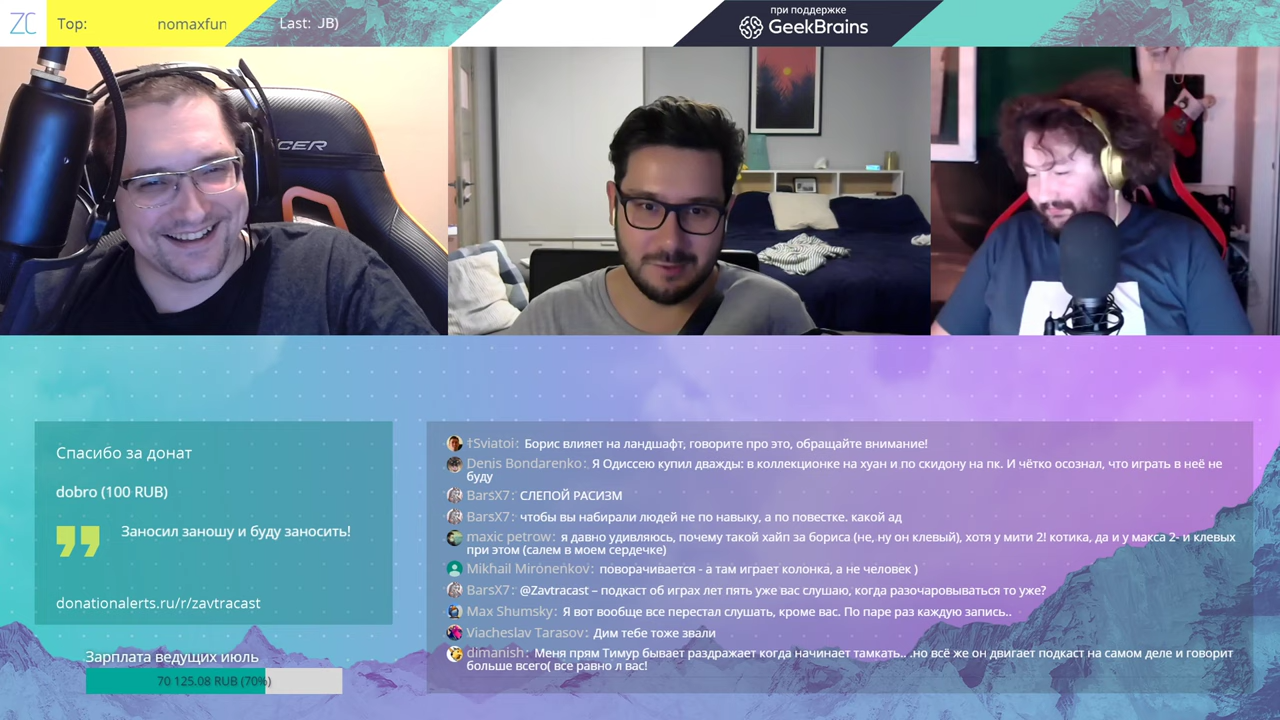 ZC
Top: nomaxfun
Last: JB)
при поддержке
GeekBrains
CER
Спасибо за донат
dobro (100 RUB)
Заносил заношу и буду заносить!
donationalerts.ru/r/zavtracast
Зарплата ведущих июль
70 125.08 RUB (70%)
†Sviatoi: Борис влияет на ландшафт, говорите про это, обращайте внимание!
Denis Bondarenko: Я Одиссею купил дважды: в коллекционке на хуан и по скидону на пк. И чётко осознал, что играть в неё не
буду
BarsX7: СЛЕПОЙ РАСИЗМ
BarsX7: чтобы вы набирали людей не по навыку, а по повестке. какой ад
maxic petrow: я давно удивляюсь, почему такой хайп за бориса (не, ну он клевый), хотя у мити 2! котика, да и у макса 2- и клевых
при этом (салем в моем сердечке)
Mikhail Mironenkov: поворачивается - а там играет колонка, а не человек )
BarsX7: @Zavtracast – подкаст об играх лет пять уже вас слушаю, когда разочаровываться то уже?
Max Shumsky: Я вот вообще все перестал слушать, кроме вас. По паре раз каждую запись..
Viacheslav Tarasov: Дим тебе тоже звали
dimanish: Меня прям Тимур бывает раздражает когда начинает тамкать.. .но всё же он двигает подкаст на самом деле и говорит
больше всего( все равно л вас!